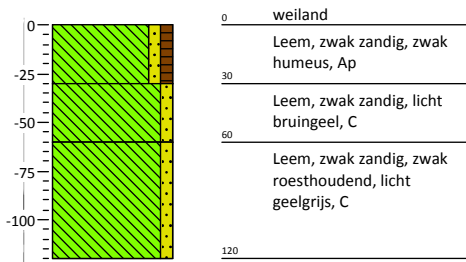 0
-25
-50
-75
-100
0 weiland
Leem, zwak zandig, zwak
humeus, Ap
30
Leem, zwak zandig, licht
bruingeel, C
60
Leem, zwak zandig, zwak
roesthoudend, licht
geelgrijs, C
120